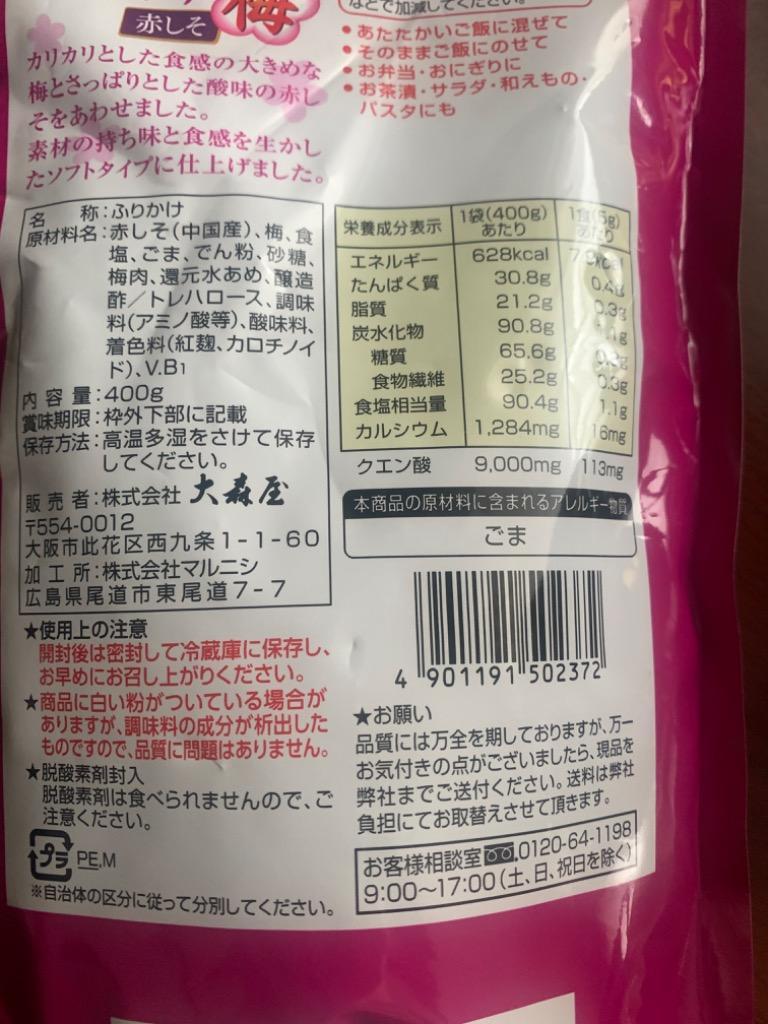 梅
赤しそ
カリカリとした食感の大きめな
梅とさっぱりとした酸味の赤し
そをあわせました。
素材の持ち味と食感を生かし
たソフトタイプに仕上げました。
などで加減してください。
●あたたかいご飯に混ぜて
●そのままご飯にのせて
●お弁当・おにぎりに
●お茶漬・サラダ・和えもの・
パスタにも
名　　称:ふりかけ
原材料名:赤しそ(中国産)、梅、食
塩、ごま、でん粉、砂糖、
梅肉、還元水あめ、醸造
酢／トレハロース、調味
料(アミノ酸等)、酸味料、
着色料(紅麹、カロチノイ
ド)、V.B₁
内 容 量:400g
賞味期限:枠外下部に記載
保存方法:高温多湿をさけて保存
してください。
販 売 者:株式会社 大森屋
〒554-0012
大阪市此花区西九条1-1-60
加 工 所:株式会社マルニシ
広島県尾道市東尾道7-7
栄養成分表示 1袋(400g)あたり 1食(5g)あたり
エネルギー 628kcal
たんぱく質 30.8g 0.4g
脂質 21.2g 0.3g
炭水化物 90.8g 1.1g
糖質 65.6g
食物繊維 25.2g 0.3g
食塩相当量 90.4g 1.1g
カルシウム 1,284mg 16mg
クエン酸 9,000mg 113mg
本商品の原材料に含まれるアレルギー物質
ごま
4 901191 502372
★使用上の注意
開封後は密封して冷蔵庫に保存し、
お早めにお召し上がりください。
★商品に白い粉がついている場合が
ありますが、調味料の成分が析出した
ものですので、品質に問題はありません。
★脱酸素剤封入
脱酸素剤は食べられませんので、ご
注意ください。
プラ PE,M
※自治体の区分に従って分別してください。
★お願い
品質には万全を期しておりますが、万一
お気付きの点がございましたら、現品を
弊社までご送付ください。送料は弊社
負担にてお取替えさせて頂きます。
お客様相談室 0120-64-1198
9:00〜17:00(土、日、祝日を除く)